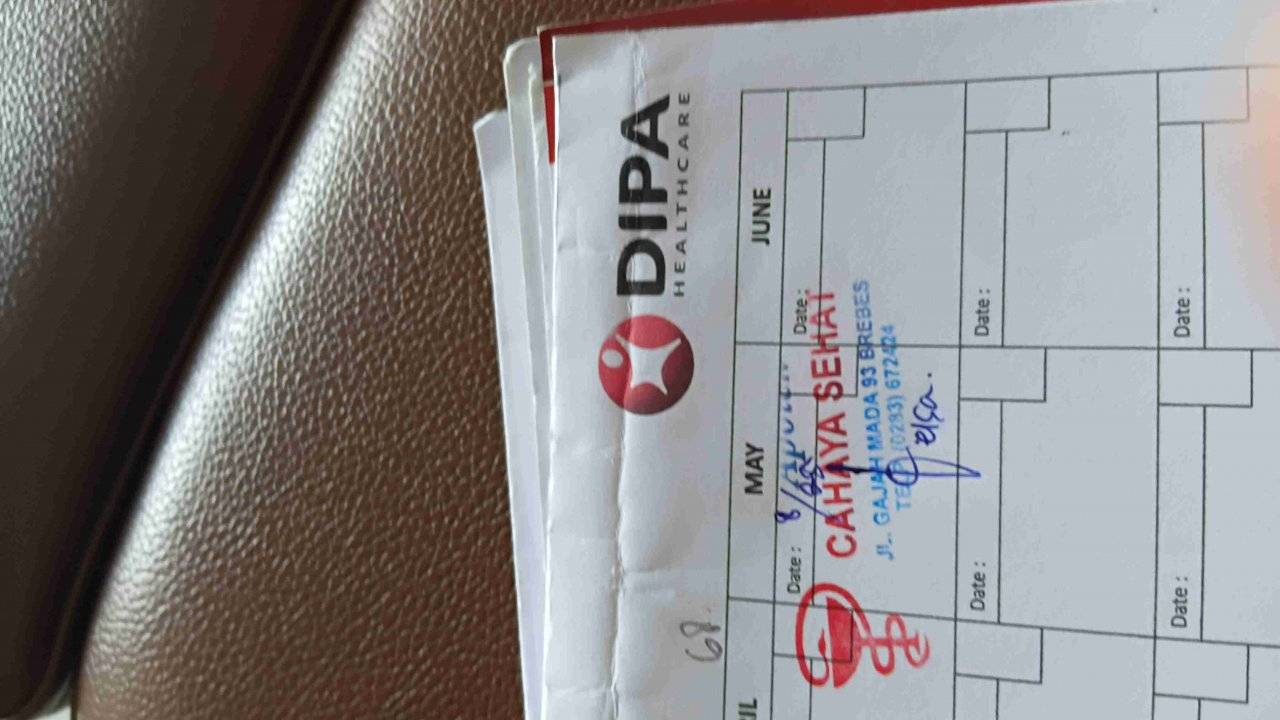 DIPA
HEALTHCARE
68.
MAY
JUNE
Date : 8/
Date :
CAHAYA SEHAT
JL. GAJAH MADA 93 BREBES
TELP (0283) 672424
Date :
Date :
Date :
Date :